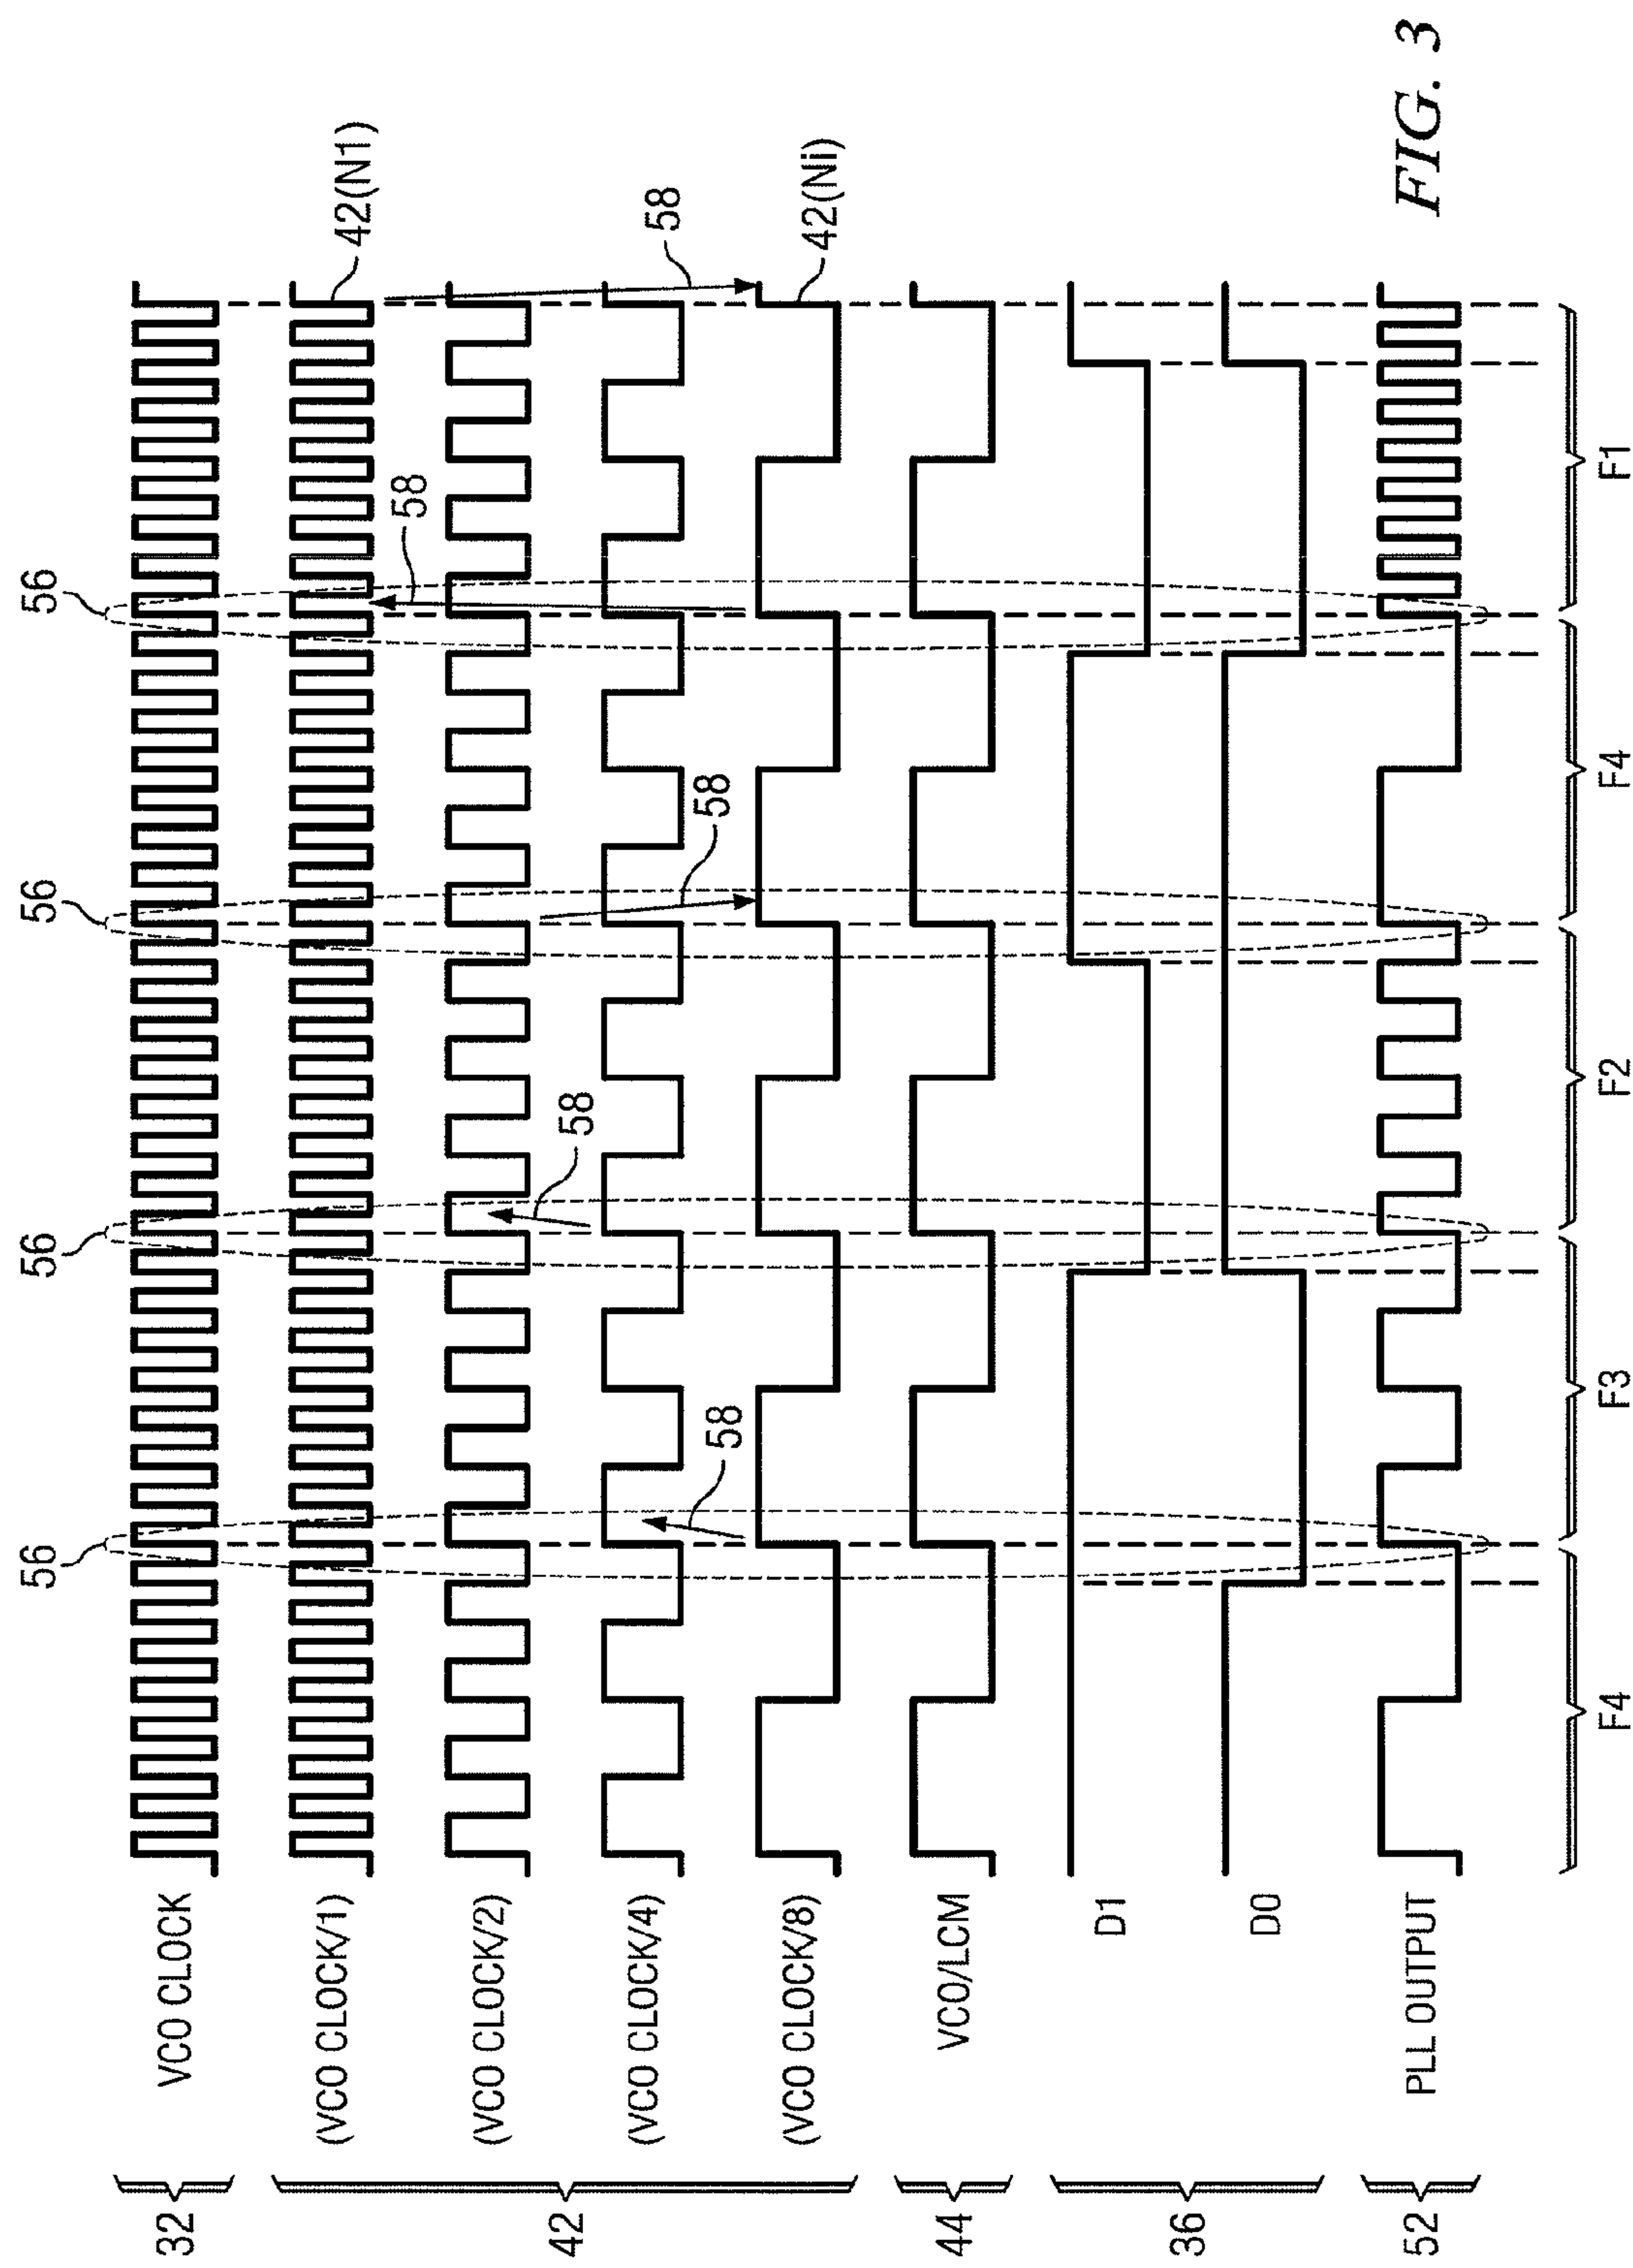 56
56
56
56
32
VCO CLOCK
42
(VCO CLOCK/1)
42(N1)
(VCO CLOCK/2)
(VCO CLOCK/4)
(VCO CLOCK/8)
42(Ni)
58
58
58
58
58
44
VCO/LCM
36
D1
D0
52
PLL OUTPUT
F4
F3
F2
F4
F1
FIG. 3